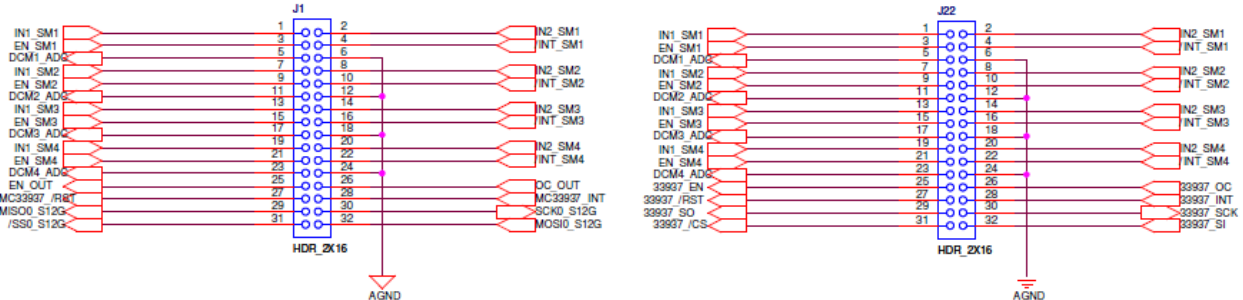 J1
1 2
IN1_SM1 IN2_SM1
3 4
EN_SM1 /INT_SM1
5 6
DCM1_ADC
7 8
IN1_SM2 IN2_SM2
9 10
EN_SM2 /INT_SM2
11 12
DCM2_ADC
13 14
IN1_SM3 IN2_SM3
15 16
EN_SM3 /INT_SM3
17 18
DCM3_ADC
19 20
IN1_SM4 IN2_SM4
21 22
EN_SM4 /INT_SM4
23 24
DCM4_ADC
25 26
EN_OUT OC_OUT
27 28
MC33937_/RST MC33937_INT
29 30
MISO0_S12G SCK0_S12G
31 32
/SS0_S12G MOSI0_S12G
HDR_2X16
AGND
J22
1 2
IN1_SM1 IN2_SM1
3 4
EN_SM1 /INT_SM1
5 6
DCM1_ADC
7 8
IN1_SM2 IN2_SM2
9 10
EN_SM2 /INT_SM2
11 12
DCM2_ADC
13 14
IN1_SM3 IN2_SM3
15 16
EN_SM3 /INT_SM3
17 18
DCM3_ADC
19 20
IN1_SM4 IN2_SM4
21 22
EN_SM4 /INT_SM4
23 24
DCM4_ADC
25 26
33937_EN 33937_OC
27 28
33937_/RST 33937_INT
29 30
33937_SO 33937_SCK
31 32
33937_/CS 33937_SI
HDR_2X16
AGND